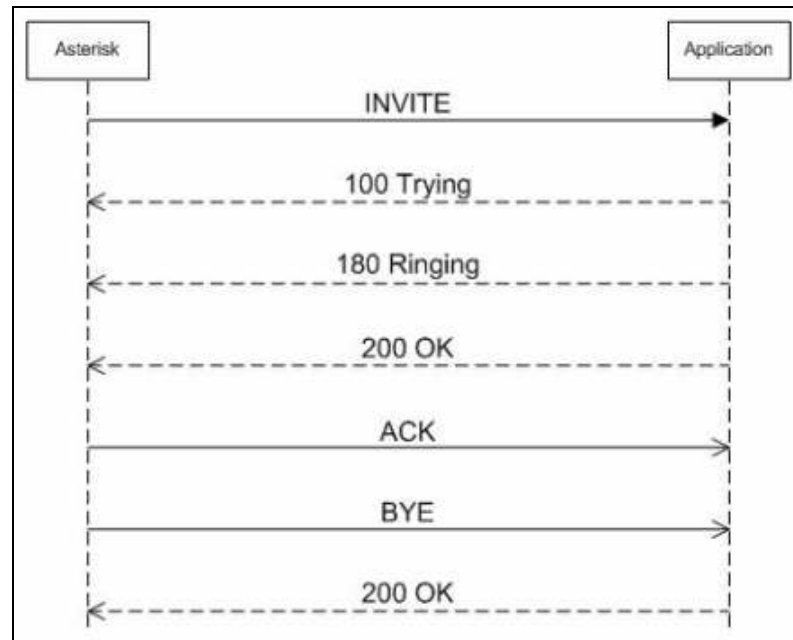 Asterisk
Application
INVITE
100 Trying
180 Ringing
200 OK
ACK
BYE
200 OK